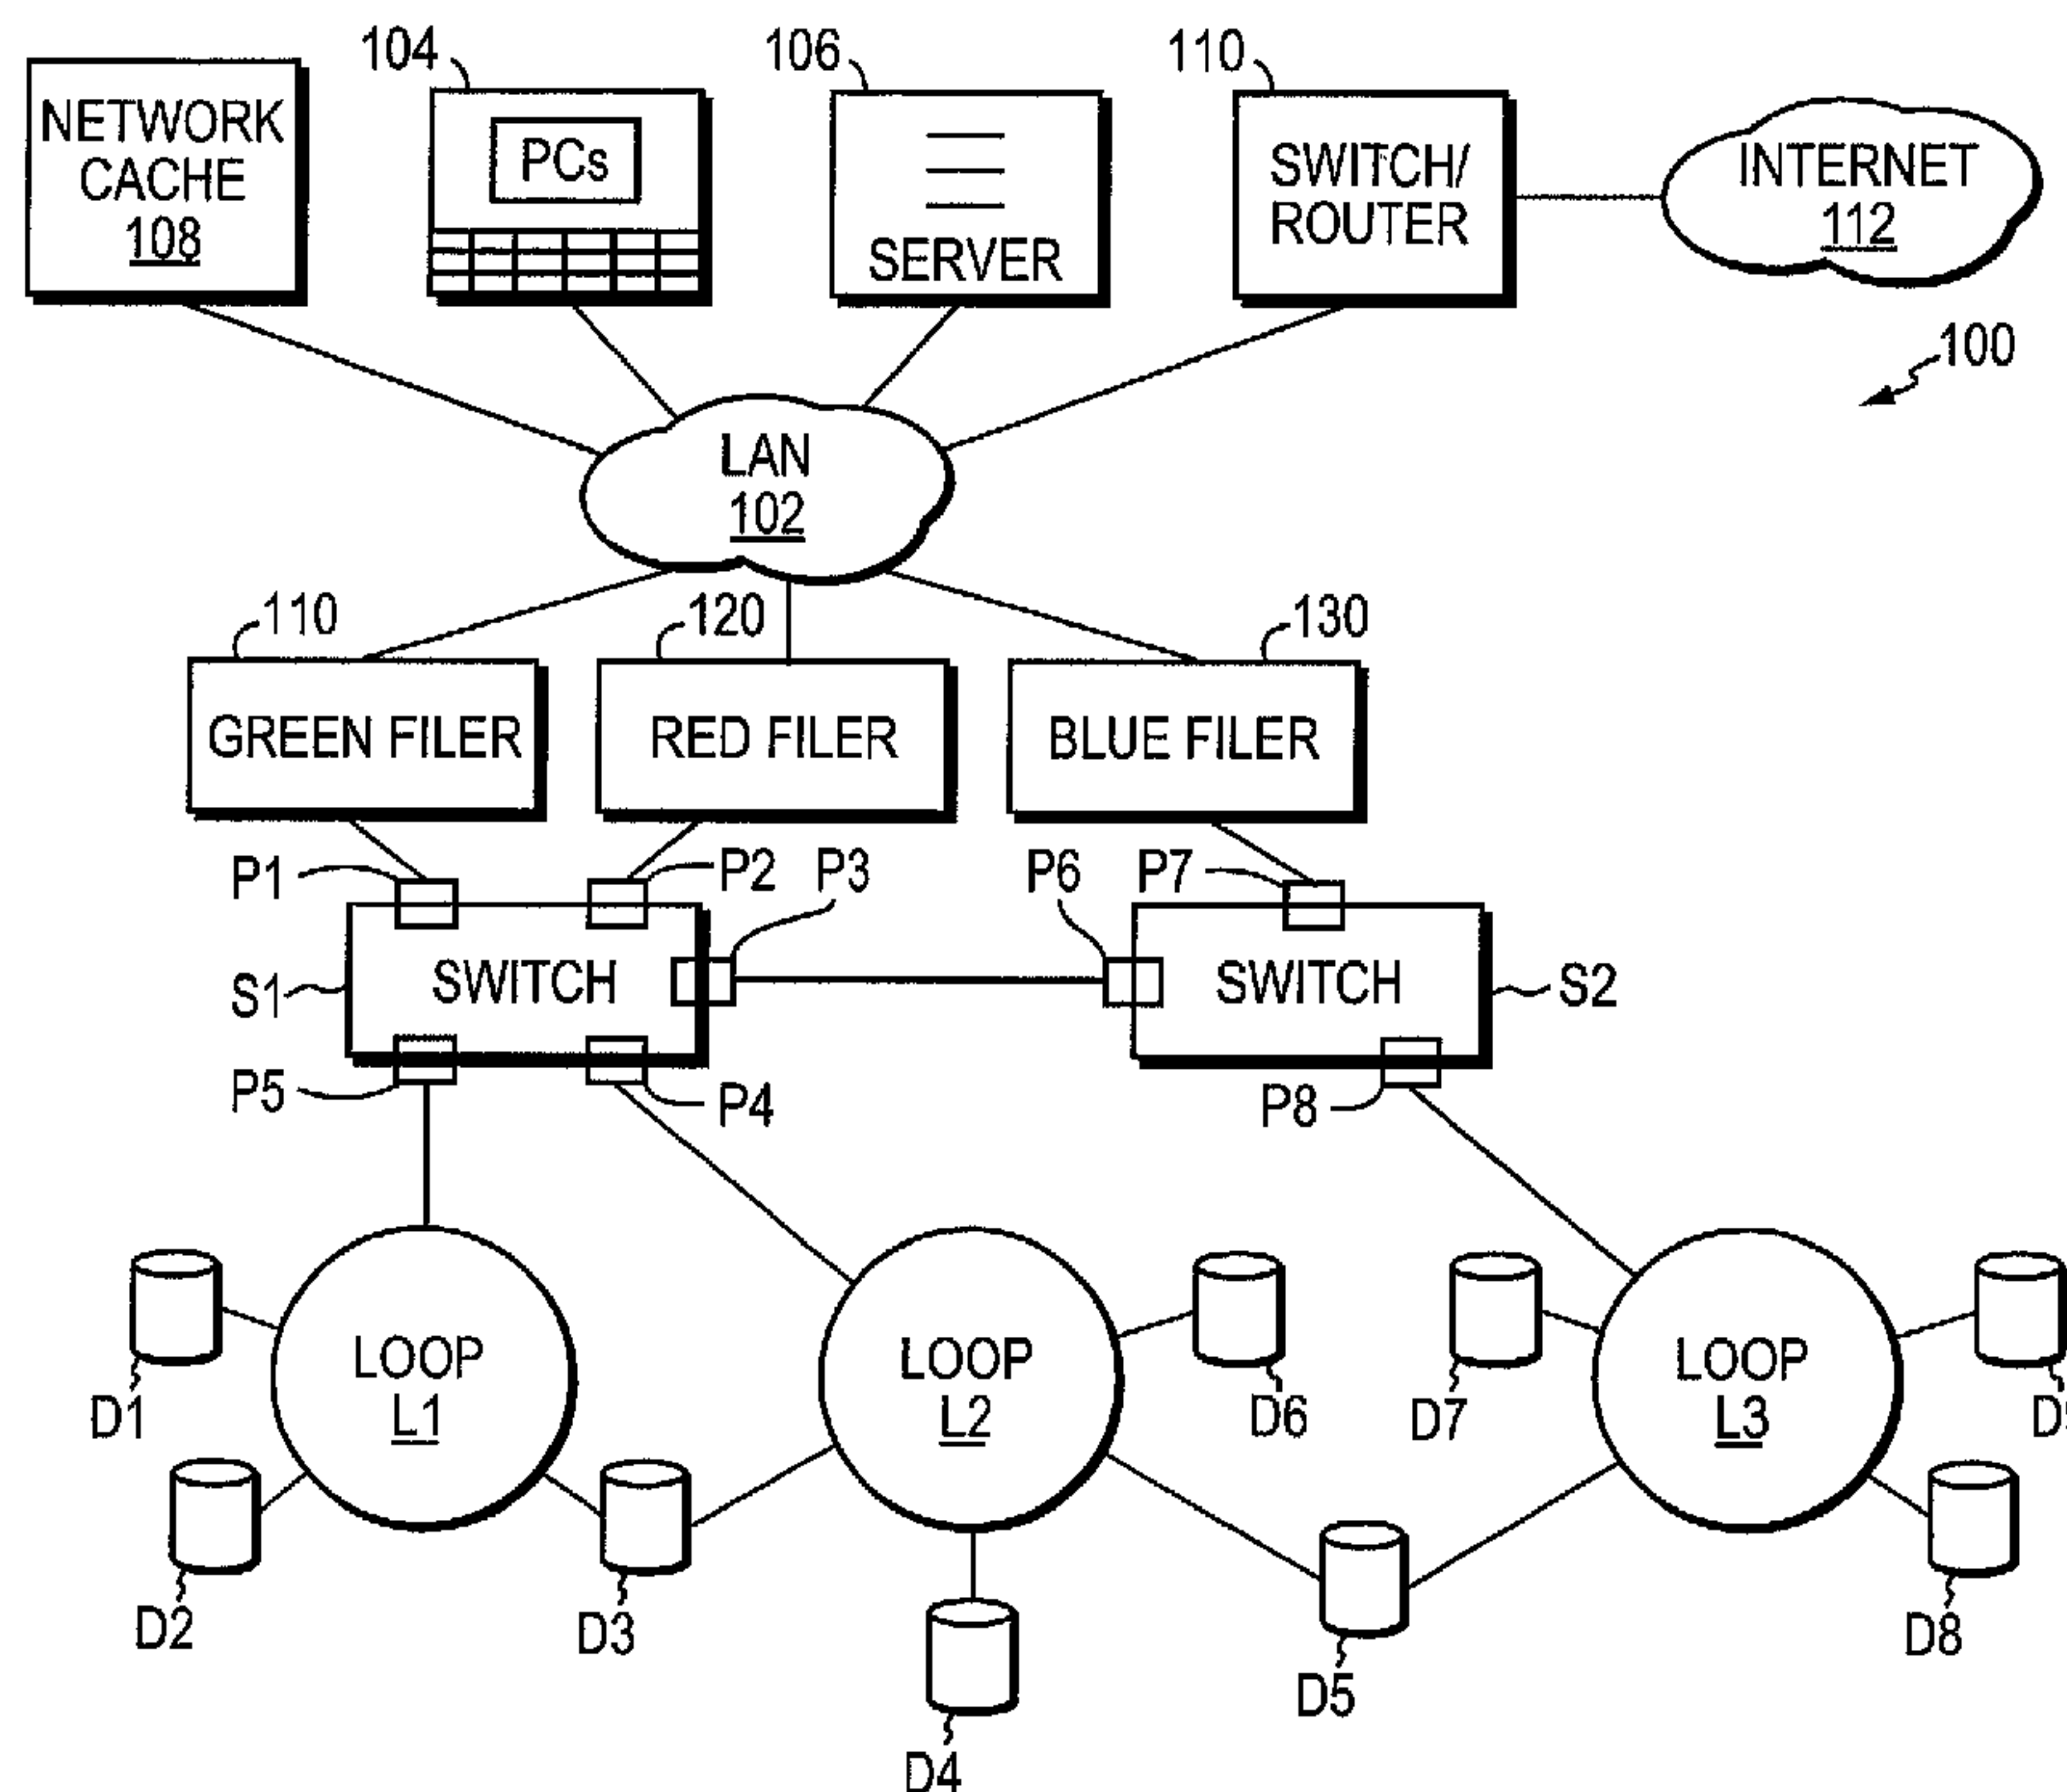 104
106
110
NETWORK
CACHE
108
PCs
SERVER
SWITCH/
ROUTER
INTERNET
112
100
LAN
102
110
120
130
GREEN FILER
RED FILER
BLUE FILER
P1
P2
P3
P6
P7
S1
SWITCH
SWITCH
S2
P5
P4
P8
LOOP
L1
LOOP
L2
LOOP
L3
D1
D6
D7
D2
D3
D5
D8
D4